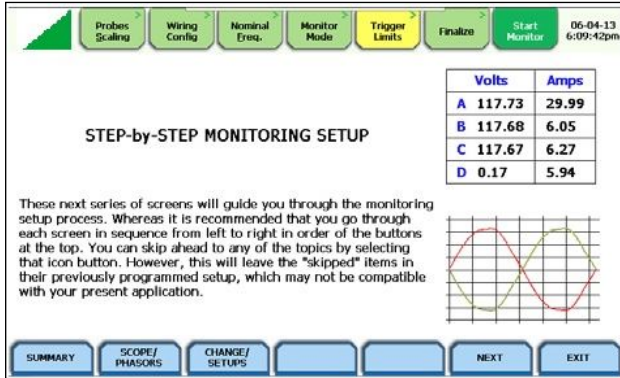 Probes
Scaling
Wiring
Config
Nominal
Freq.
Monitor
Mode
Trigger
Limits
Finalize
Start
Monitor
06-04-13
6:09:42pm
Volts Amps
A 117.73 29.99
B 117.68 6.05
C 117.67 6.27
D 0.17 5.94
STEP-by-STEP MONITORING SETUP
These next series of screens will guide you through the monitoring
setup process. Whereas it is recommended that you go through
each screen in sequence from left to right in order of the buttons
at the top. You can skip ahead to any of the topics by selecting
that icon button. However, this will leave the "skipped" items in
their previously programmed setup, which may not be compatible
with your present application.
SUMMARY
SCOPE/
PHASORS
CHANGE/
SETUPS
NEXT
EXIT